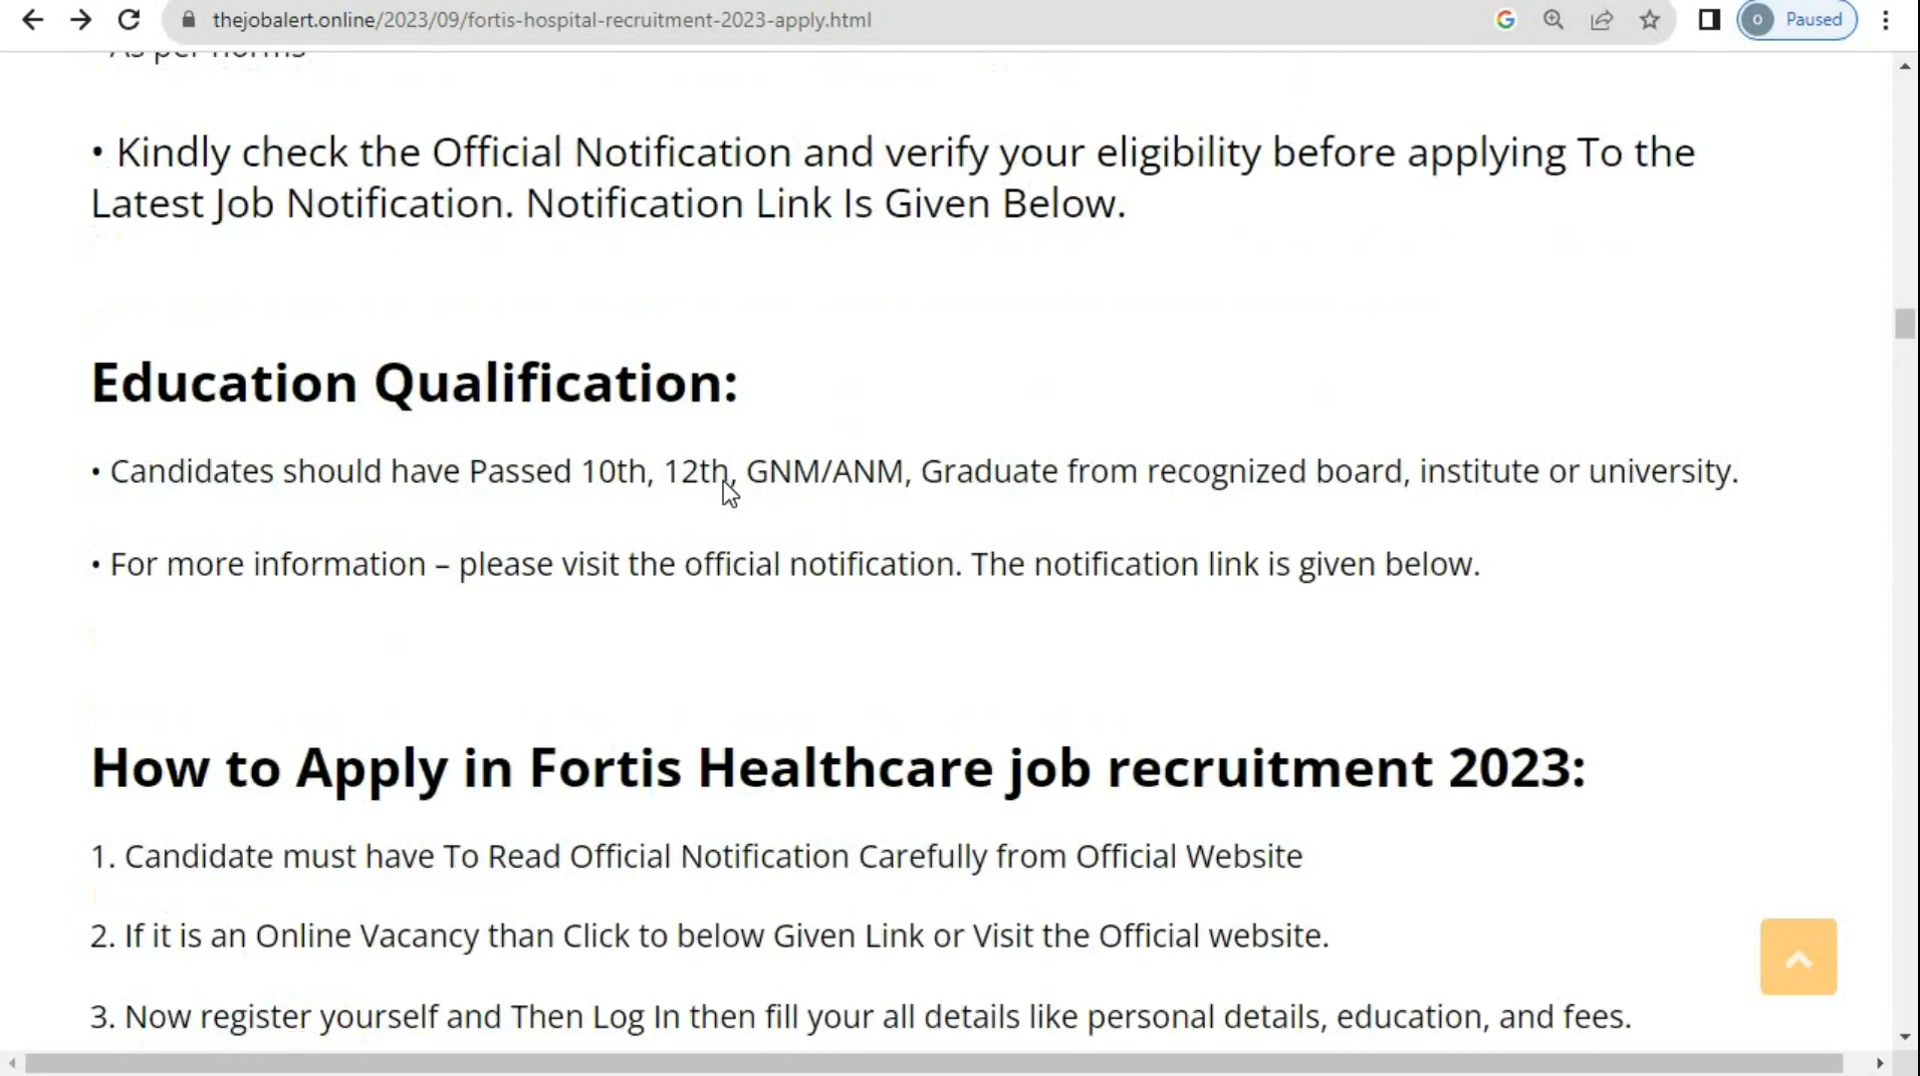 thejobalert.online/2023/09/fortis-hospital-recruitment-2023-apply.html
o Paused
As per norms
• Kindly check the Official Notification and verify your eligibility before applying To the
Latest Job Notification. Notification Link Is Given Below.
Education Qualification:
• Candidates should have Passed 10th, 12th, GNM/ANM, Graduate from recognized board, institute or university.
• For more information – please visit the official notification. The notification link is given below.
How to Apply in Fortis Healthcare job recruitment 2023:
1. Candidate must have To Read Official Notification Carefully from Official Website
2. If it is an Online Vacancy than Click to below Given Link or Visit the Official website.
3. Now register yourself and Then Log In then fill your all details like personal details, education, and fees.